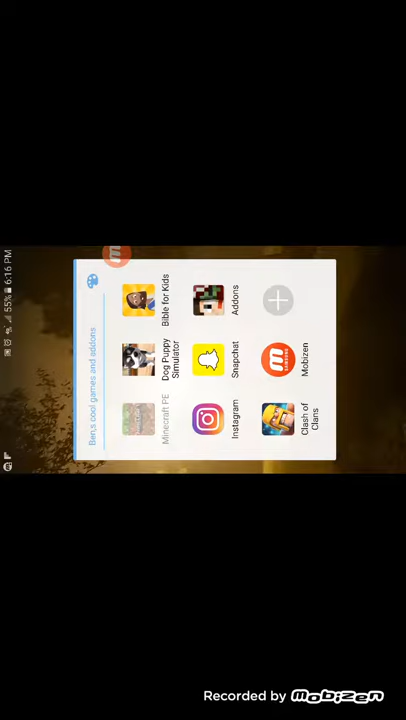 55% 6:16 PM
Ben,s cool games and addons
Minecraft PE
Dog Puppy
Simulator
Bible for Kids
Instagram
Snapchat
Addons
Clash of
Clans
Mobizen
SAMSUNG
Recorded by Mobizen